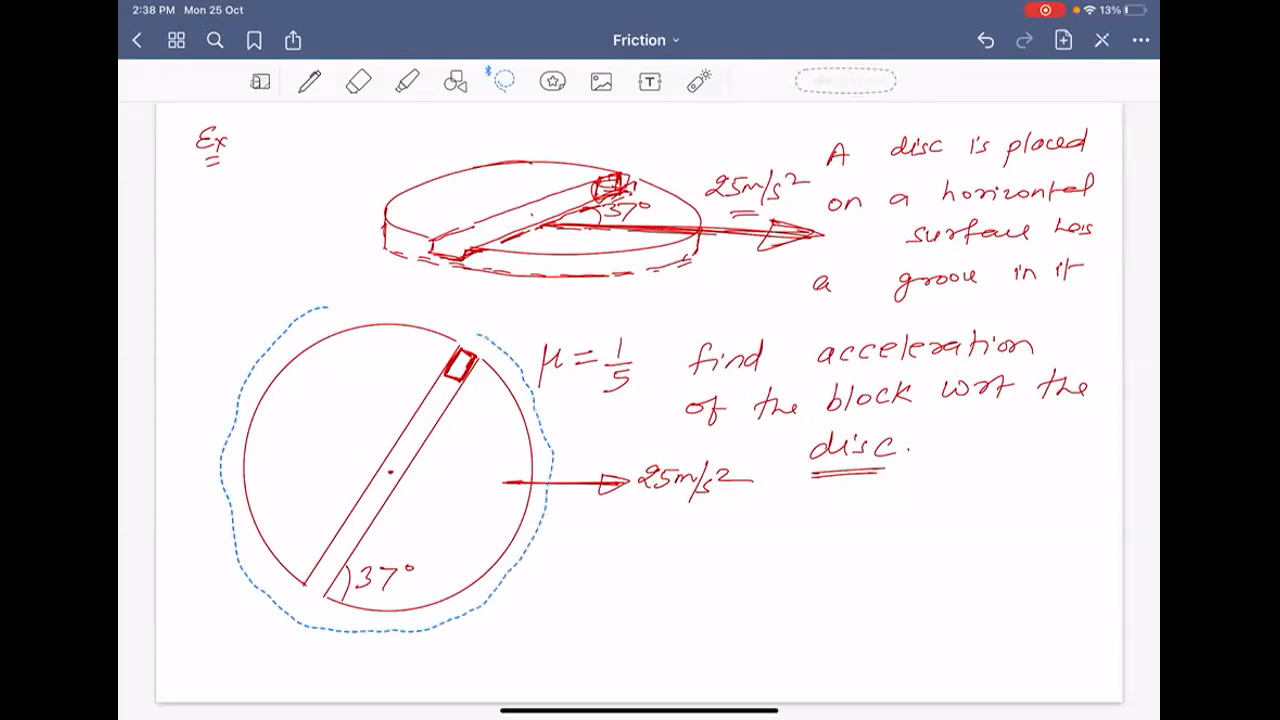 2:38 PM Mon 25 Oct
13%
Friction
T
Ex
A disc is placed
25m/s²
on a horizontal
37°
surface has
a groove in it
μ = 1/5 find acceleration
of the block wrt the
disc.
25m/s²
37°